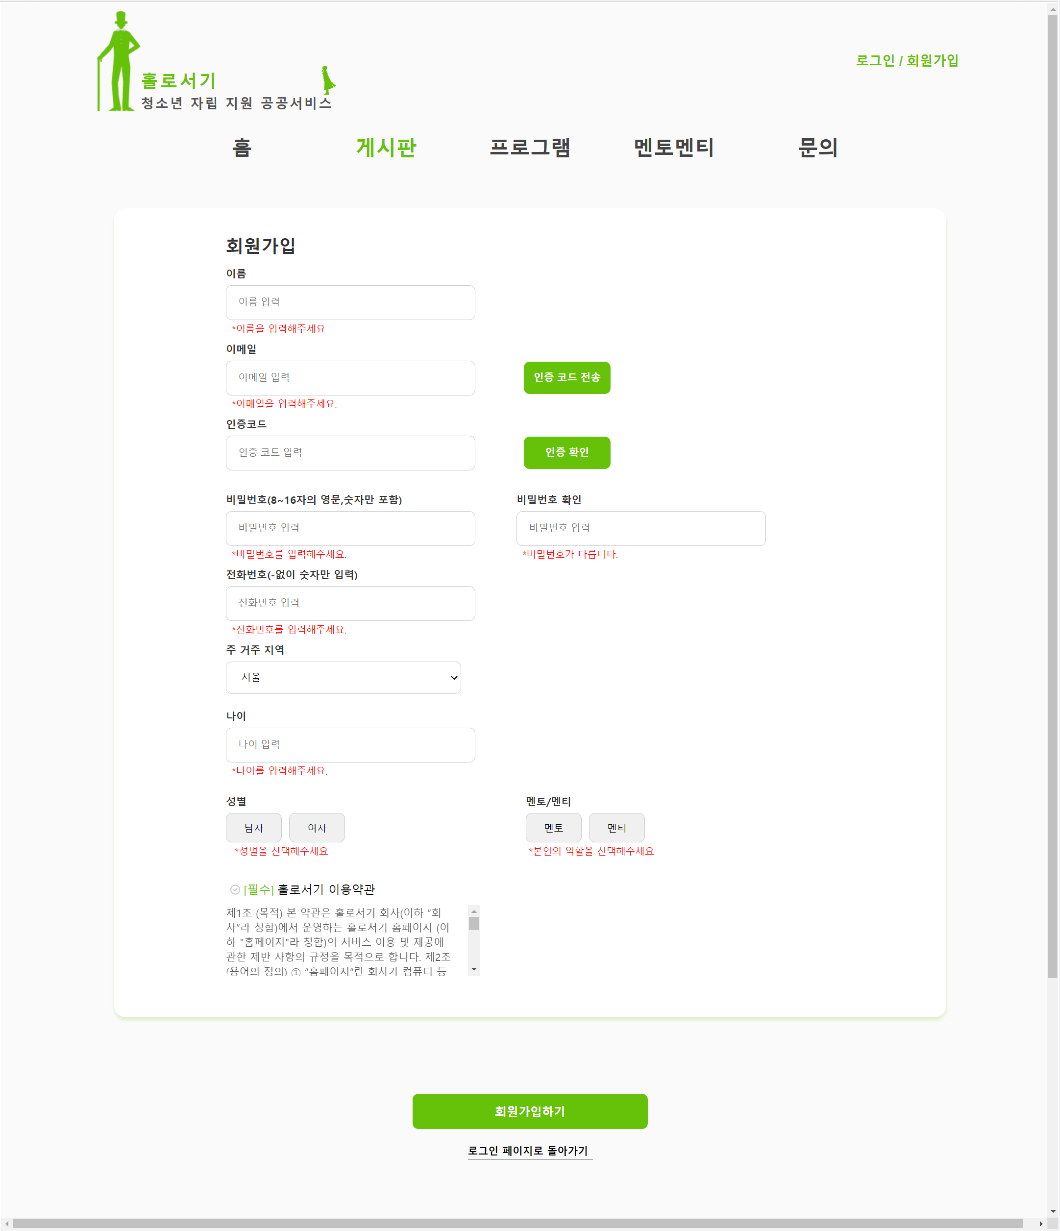 홀로서기
청소년 자립 지원 공공서비스
로그인 / 회원가입
홈 게시판 프로그램 멘토멘티 문의
회원가입
이름
이름 입력
*이름을 입력해주세요
이메일
이메일 입력
인증 코드 전송
*이메일을 입력해주세요.
인증코드
인증 코드 입력
인증 확인
비밀번호(8~16자의 영문,숫자만 포함)
비밀번호 확인
비밀번호 입력
비밀번호 입력
*비밀번호를 입력해주세요.
*비밀번호가 다릅니다.
전화번호(-없이 숫자만 입력)
전화번호 입력
*전화번호를 입력해주세요.
주 거주 지역
서울
나이
나이 입력
*나이를 입력해주세요.
성별
멘토/멘티
남자 여자
멘토 멘티
*성별을 선택해주세요
*본인의 역할을 선택해주세요
[필수] 홀로서기 이용약관
제1조 (목적) 본 약관은 홀로서기 회사(이하 "회
사"라 칭함)에서 운영하는 홀로서기 홈페이지 (이
하 "홈페이지"라 칭함)의 서비스 이용 및 제공에
관한 제반 사항의 규정을 목적으로 합니다. 제2조
(용어의 정의) ① "홈페이지"란 회사가 컴퓨터 등
회원가입하기
로그인 페이지로 돌아가기